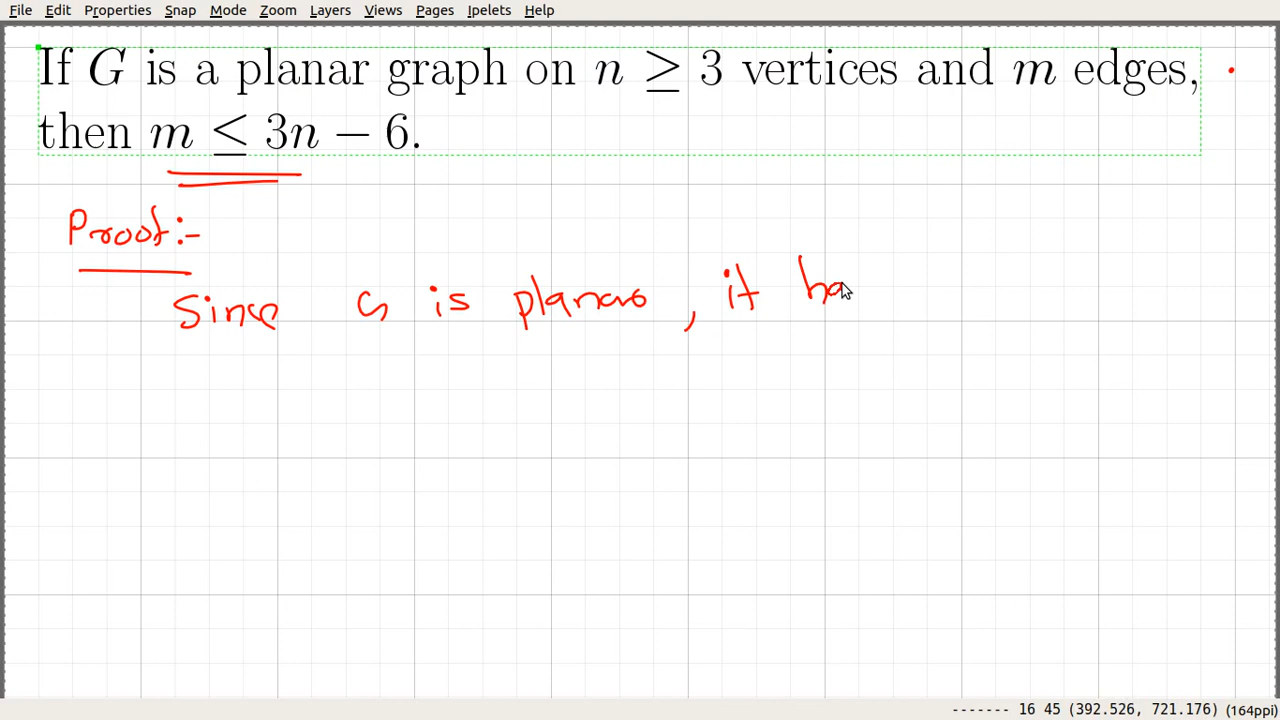 File Edit Properties Snap Mode Zoom Layers Views Pages Ipelets Help
If G is a planar graph on n ≥ 3 vertices and m edges,
then m ≤ 3n − 6.
Proof:-
Since G is planar, it ha
------- 16 45 (392.526, 721.176) (164ppi)